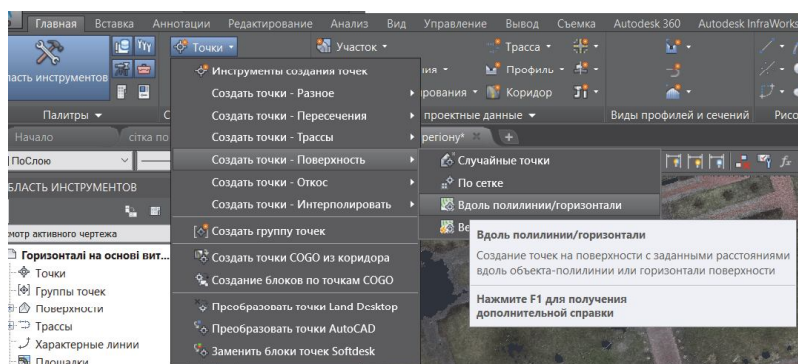 Главная Вставка Аннотации Редактирование Анализ Вид Управление Вывод Съемка Autodesk 360 Autodesk InfraWorks
Точки Участок Трасса
ласть инструментов
Инструменты создания точек
Профиль
Создать точки - Разное
Коридор
Палитры
Создать точки - Пересечения
проектные данные
Виды профилей и сечений
Начало
сітка по
Создать точки - Трассы
регіону*
ПоСлою
Создать точки - Поверхность
Случайные точки
БЛАСТЬ ИНСТРУМЕНТОВ
Создать точки - Откос
По сетке
Создать точки - Интерполировать
Вдоль полилинии/горизонтали
мотр активного чертежа
Создать группу точек
Вдоль полилинии/горизонтали
Горизонталі на основі вит...
Создать точки COGO из коридора
Создание точек на поверхности с заданными расстояниями
вдоль объекта-полилинии или горизонтали поверхности
Точки
Создание блоков по точкам COGO
Группы точек
Нажмите F1 для получения
дополнительной справки
Поверхности
Преобразовать точки Land Desktop
Трассы
Преобразовать точки AutoCAD
Характерные линии
Заменить блоки точек Softdesk
Площадки